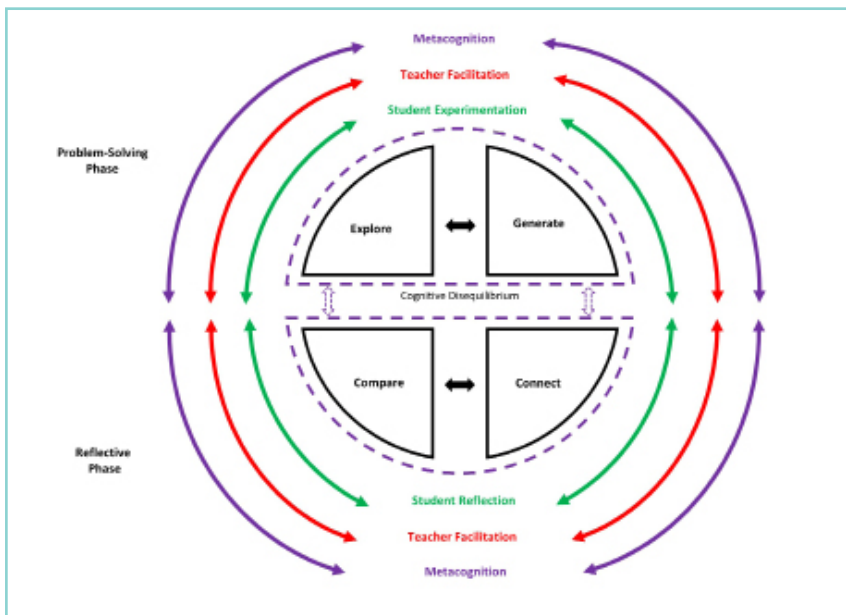 Metacognition
Teacher Facilitation
Student Experimentation
Problem-Solving
Phase
Explore
Generate
Cognitive Disequilibrium
Compare
Connect
Reflective
Phase
Student Reflection
Teacher Facilitation
Metacognition